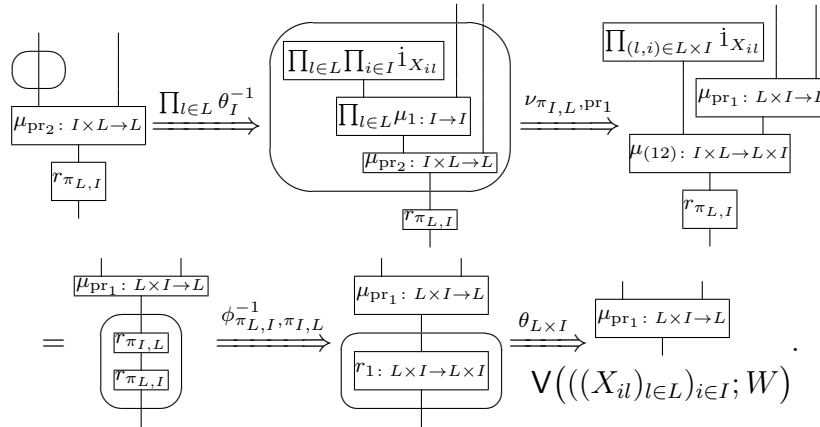 ∏_{l∈L} ∏_{i∈I} i̇_{X_{il}} ∏_{(l,i)∈L×I} i̇_{X_{il}}
μ_{pr_2 : I×L→L} ∏_{l∈L} θ_I^{-1} ∏_{l∈L} μ_{1 : I→I} ν_{π_{I,L},pr_1} μ_{pr_1 : L×I→L}
r_{π_{L,I}} μ_{pr_2 : I×L→L} μ_{(12) : I×L→L×I}
r_{π_{L,I}} r_{π_{L,I}}
μ_{pr_1 : L×I→L} μ_{pr_1 : L×I→L} μ_{pr_1 : L×I→L}
= r_{π_{I,L}} φ^{-1}_{π_{L,I},π_{I,L}} r_{1 : L×I→L×I} θ_{L×I} .
r_{π_{L,I}} V(((X_{il})_{l∈L})_{i∈I}; W)